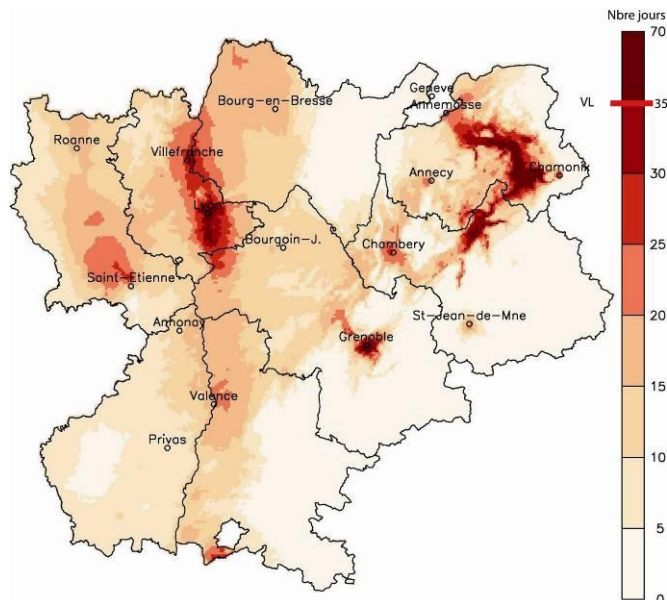 Nbre jours
70
VL
35
30
25
20
15
10
5
0
Genève
Annemasse
Bourg-en-Bresse
Roanne
Villefranche
Annecy
Chamonix
Lyon
Bourgoin-J.
Chambery
Saint-Etienne
Annonay
St-Jean-de-Mne
Grenoble
Valence
Privas